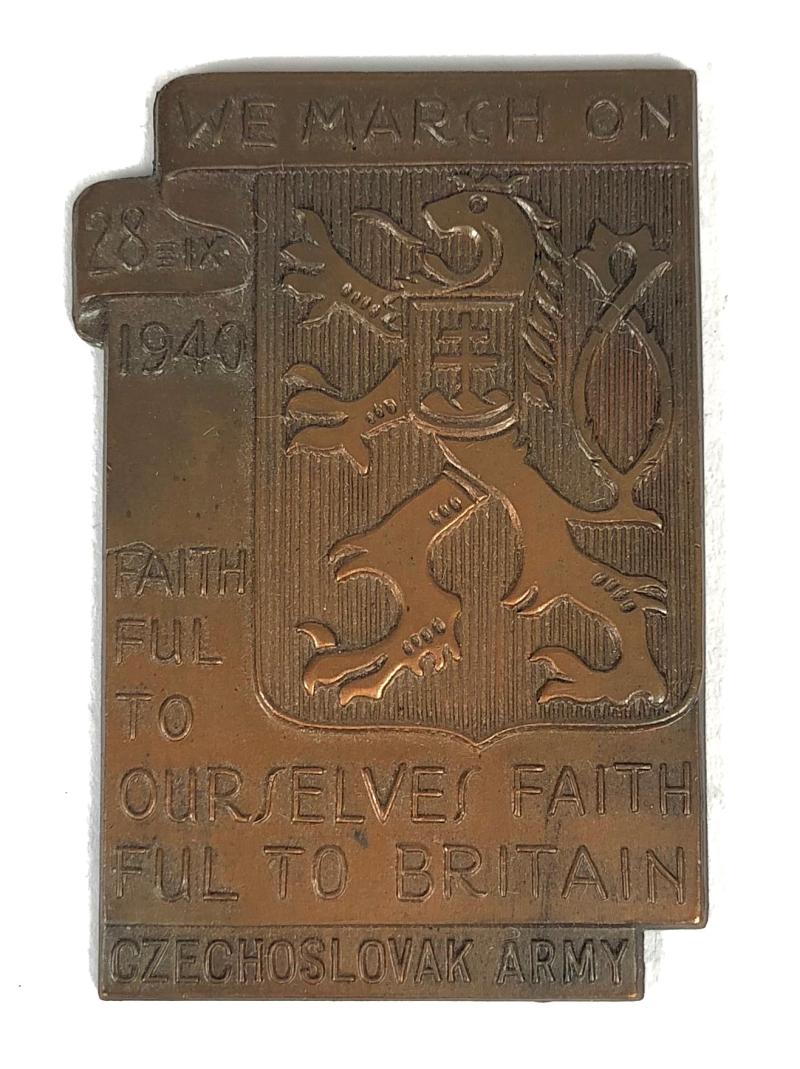 WE MARCH ON
28 = IX
1940
FAITH
FUL
TO
OURSELVES FAITH
FUL TO BRITAIN
CZECHOSLOVAK ARMY